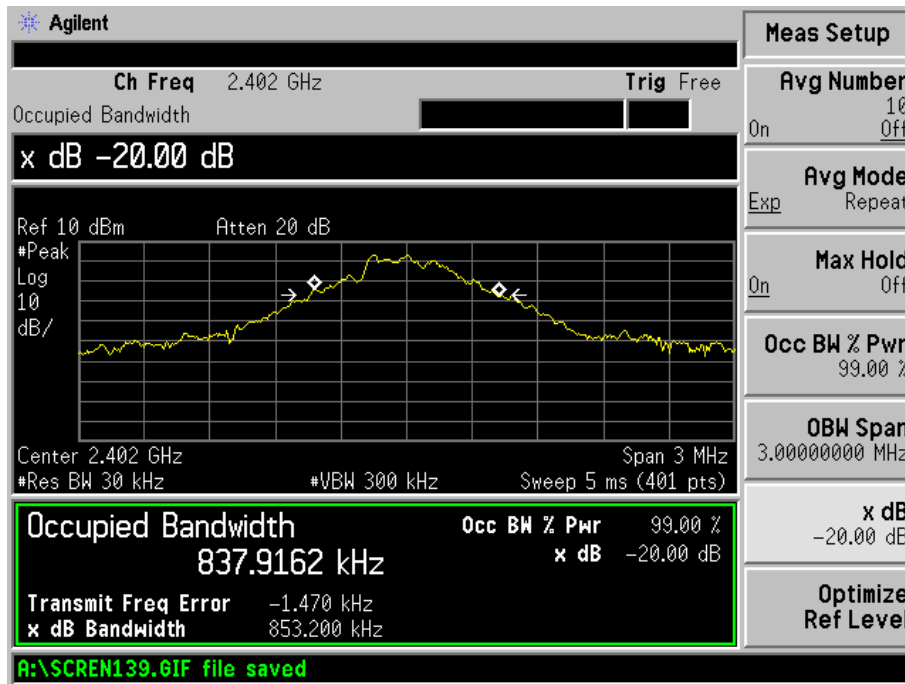 Agilent
Ch Freq 2.402 GHz Trig Free
Occupied Bandwidth
x dB -20.00 dB
Ref 10 dBm Atten 20 dB
#Peak
Log
10
dB/
Center 2.402 GHz Span 3 MHz
#Res BW 30 kHz #VBW 300 kHz Sweep 5 ms (401 pts)
Occupied Bandwidth Occ BW % Pwr 99.00 %
837.9162 kHz x dB -20.00 dB
Transmit Freq Error -1.470 kHz
x dB Bandwidth 853.200 kHz
A:\SCREN139.GIF file saved
Meas Setup
Avg Number
10
On Off
Avg Mode
Exp Repeat
Max Hold
On Off
Occ BW % Pwr
99.00 %
OBW Span
3.00000000 MHz
x dB
-20.00 dB
Optimize
Ref Level